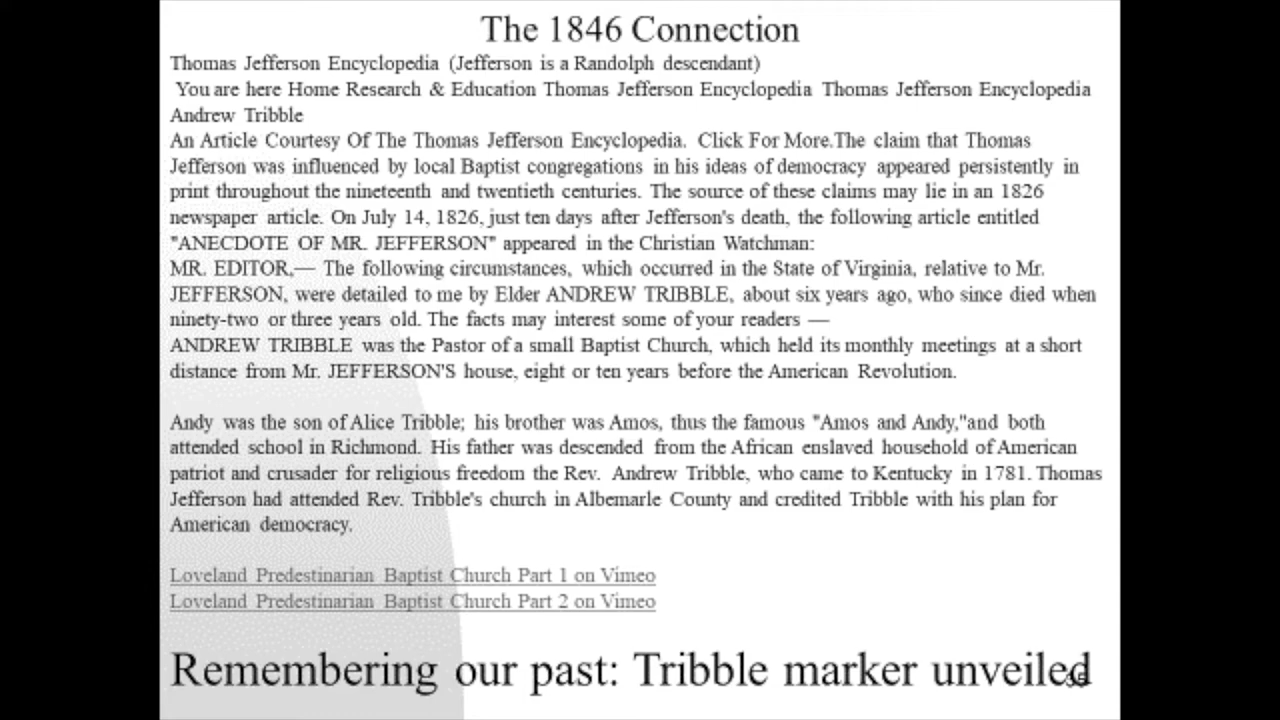 The 1846 Connection
Thomas Jefferson Encyclopedia (Jefferson is a Randolph descendant)
You are here Home Research & Education Thomas Jefferson Encyclopedia Thomas Jefferson Encyclopedia
Andrew Tribble
An Article Courtesy Of The Thomas Jefferson Encyclopedia. Click For More.The claim that Thomas
Jefferson was influenced by local Baptist congregations in his ideas of democracy appeared persistently in
print throughout the nineteenth and twentieth centuries. The source of these claims may lie in an 1826
newspaper article. On July 14, 1826, just ten days after Jefferson's death, the following article entitled
"ANECDOTE OF MR. JEFFERSON" appeared in the Christian Watchman:
MR. EDITOR,— The following circumstances, which occurred in the State of Virginia, relative to Mr.
JEFFERSON, were detailed to me by Elder ANDREW TRIBBLE, about six years ago, who since died when
ninety-two or three years old. The facts may interest some of your readers —
ANDREW TRIBBLE was the Pastor of a small Baptist Church, which held its monthly meetings at a short
distance from Mr. JEFFERSON'S house, eight or ten years before the American Revolution.
Andy was the son of Alice Tribble; his brother was Amos, thus the famous "Amos and Andy,"and both
attended school in Richmond. His father was descended from the African enslaved household of American
patriot and crusader for religious freedom the Rev. Andrew Tribble, who came to Kentucky in 1781. Thomas
Jefferson had attended Rev. Tribble's church in Albemarle County and credited Tribble with his plan for
American democracy.
Loveland Predestinarian Baptist Church Part 1 on Vimeo
Loveland Predestinarian Baptist Church Part 2 on Vimeo
Remembering our past: Tribble marker unveiled